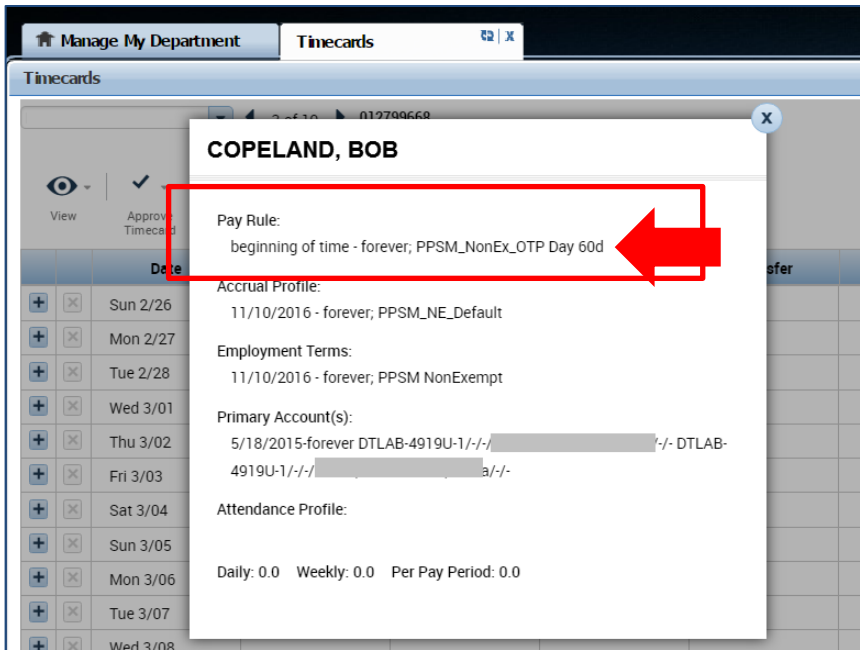 Manage My Department
Timecards
x
Timecards
012799668
X
COPELAND, BOB
View
Approve
Timecard
Pay Rule:
beginning of time - forever; PPSM_NonEx_OTP Day 60d
Date
sfer
Accrual Profile:
11/10/2016 - forever; PPSM_NE_Default
Employment Terms:
11/10/2016 - forever; PPSM NonExempt
Primary Account(s):
5/18/2015-forever DTLAB-4919U-1/-/-/ /-/- DTLAB-
4919U-1/-/-/ a/-/-
Attendance Profile:
Daily: 0.0 Weekly: 0.0 Per Pay Period: 0.0
Sun 2/26
Mon 2/27
Tue 2/28
Wed 3/01
Thu 3/02
Fri 3/03
Sat 3/04
Sun 3/05
Mon 3/06
Tue 3/07
Wed 3/08